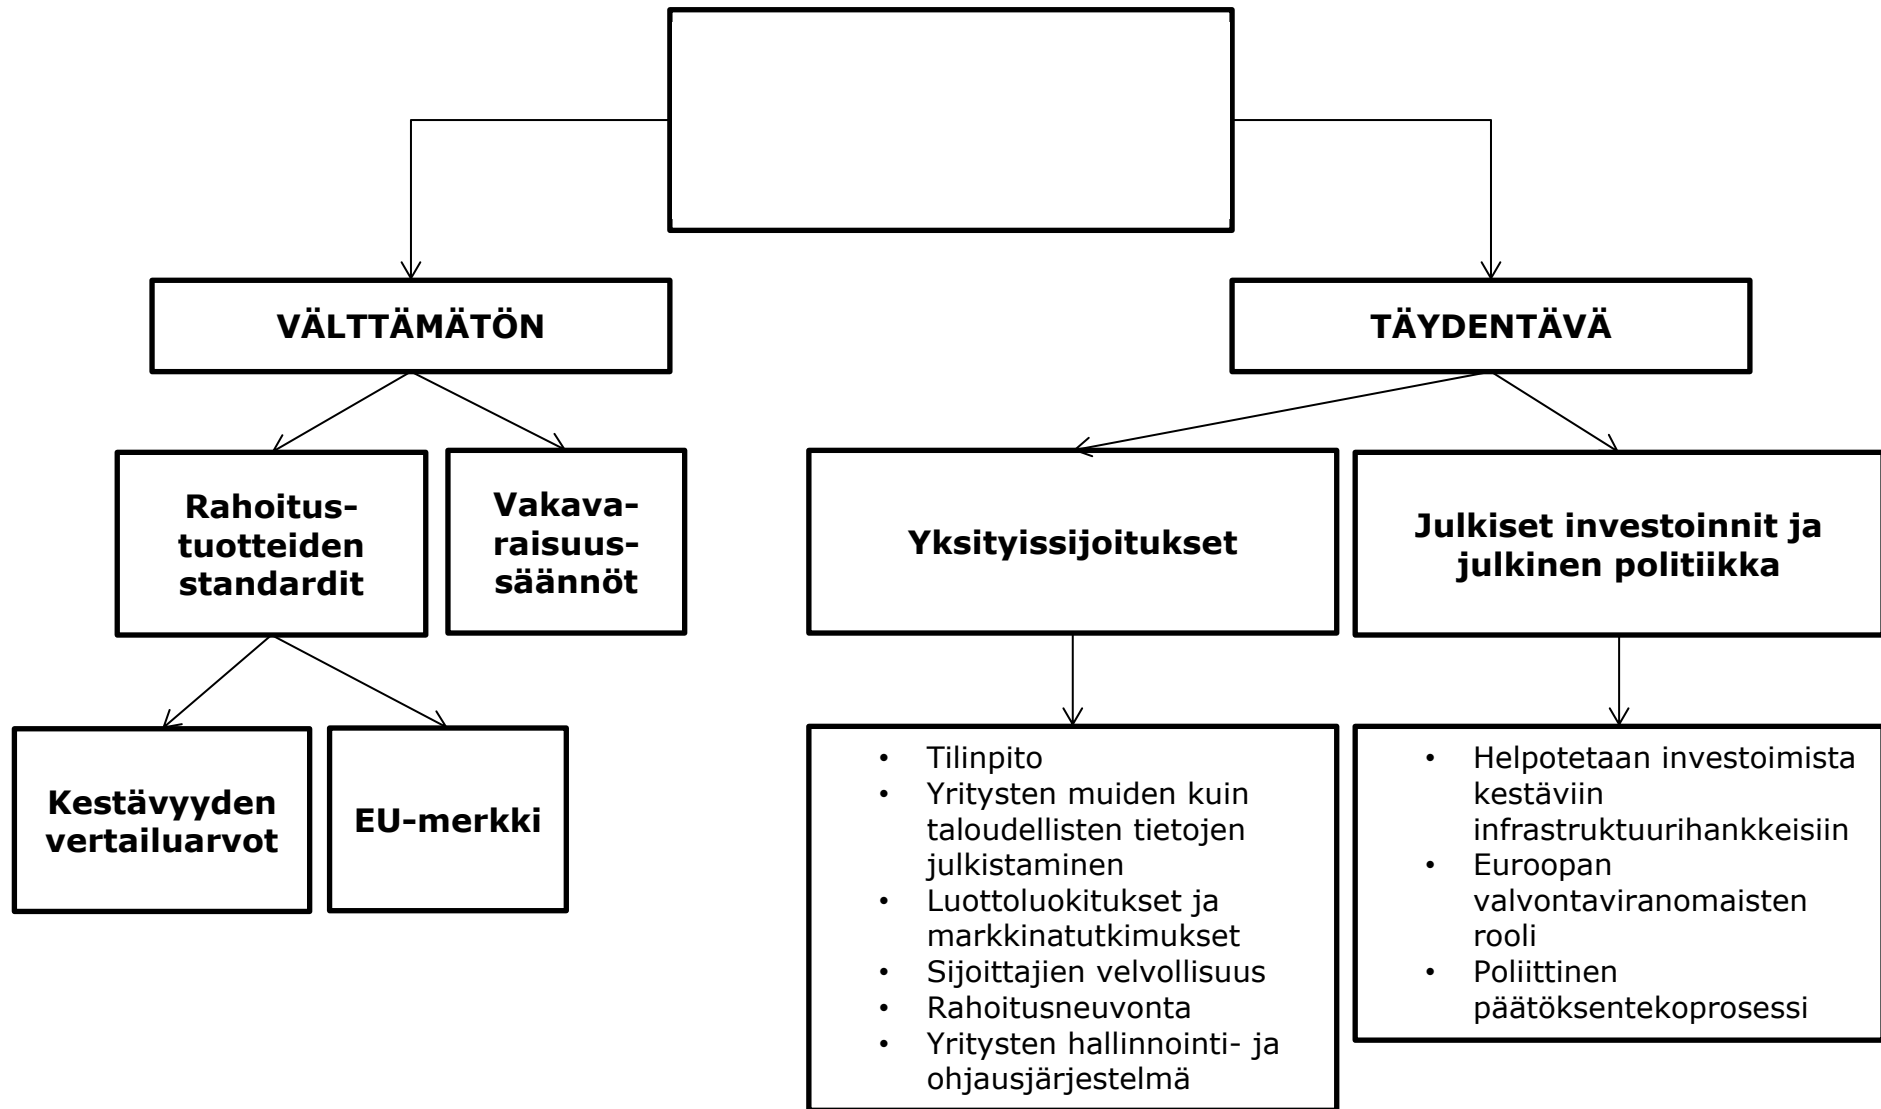 VÄLTTÄMÄTÖN
TÄYDENTÄVÄ
Rahoitus-
tuotteiden
standardit
Vakava-
raisuus-
säännöt
Yksityissijoitukset
Julkiset investoinnit ja
julkinen politiikka
Kestävyyden
vertailuarvot
EU-merkki
• Tilinpito
• Yritysten muiden kuin
taloudellisten tietojen
julkistaminen
• Luottoluokitukset ja
markkinatutkimukset
• Sijoittajien velvollisuus
• Rahoitusneuvonta
• Yritysten hallinnointi- ja
ohjausjärjestelmä
• Helpotetaan investoimista
kestäviin
infrastruktuurihankkeisiin
• Euroopan
valvontaviranomaisten
rooli
• Poliittinen
päätöksentekoprosessi